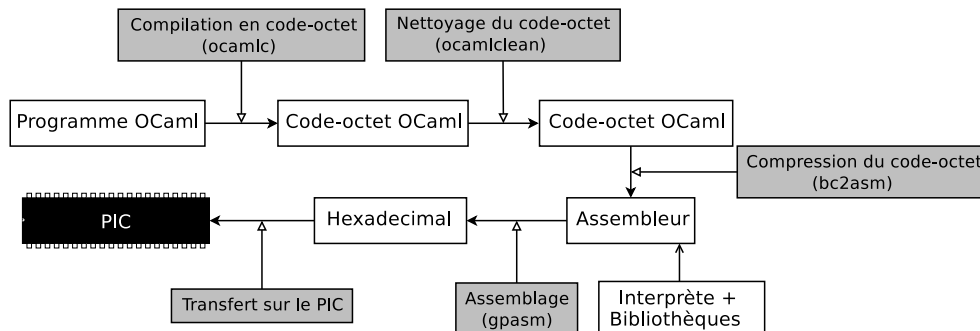 Compilation en code-octet
(ocamlc)
Nettoyage du code-octet
(ocamlclean)
Programme OCaml
Code-octet OCaml
Code-octet OCaml
Compression du code-octet
(bc2asm)
PIC
Hexadecimal
Assembleur
Transfert sur le PIC
Assemblage
(gpasm)
Interprète +
Bibliothèques